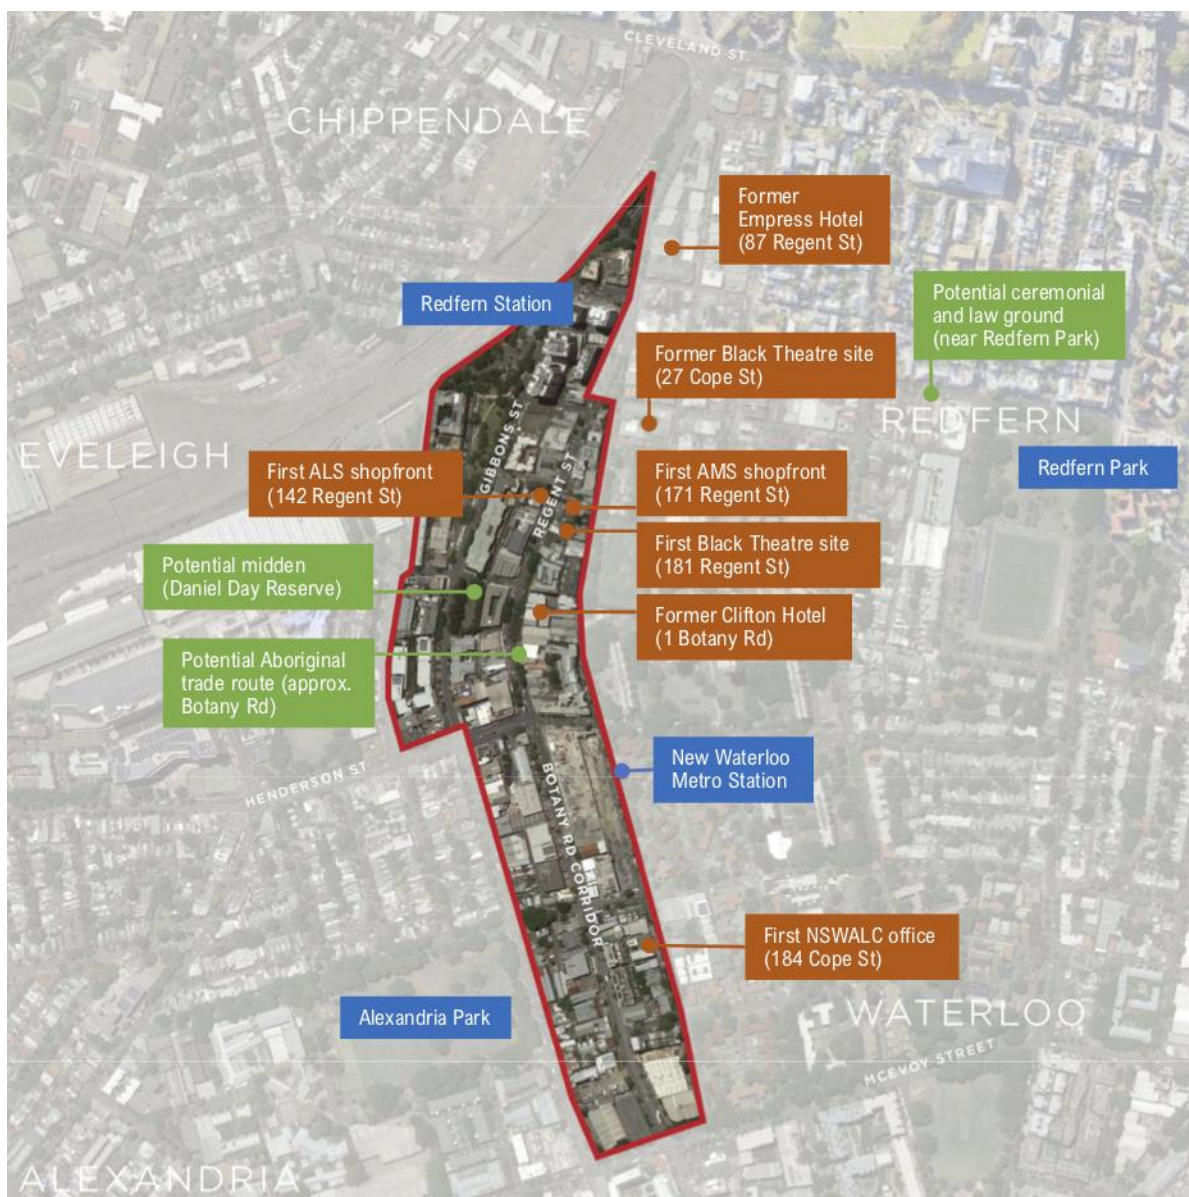 CLEVELAND ST
CHIPPENDALE
Former
Empress Hotel
(87 Regent St)
Redfern Station
Potential ceremonial
and law ground
(near Redfern Park)
Former Black Theatre site
(27 Cope St)
REDFERN
GIBBONS ST
EVELEIGH
First ALS shopfront
(142 Regent St)
REGENT ST
First AMS shopfront
(171 Regent St)
Redfern Park
First Black Theatre site
(181 Regent St)
Potential midden
(Daniel Day Reserve)
Former Clifton Hotel
(1 Botany Rd)
Potential Aboriginal
trade route (approx.
Botany Rd)
New Waterloo
Metro Station
HENDERSON ST
BOTANY RD CORRIDOR
First NSWALC office
(184 Cope St)
Alexandria Park
WATERLOO
MCEVOY STREET
ALEXANDRIA